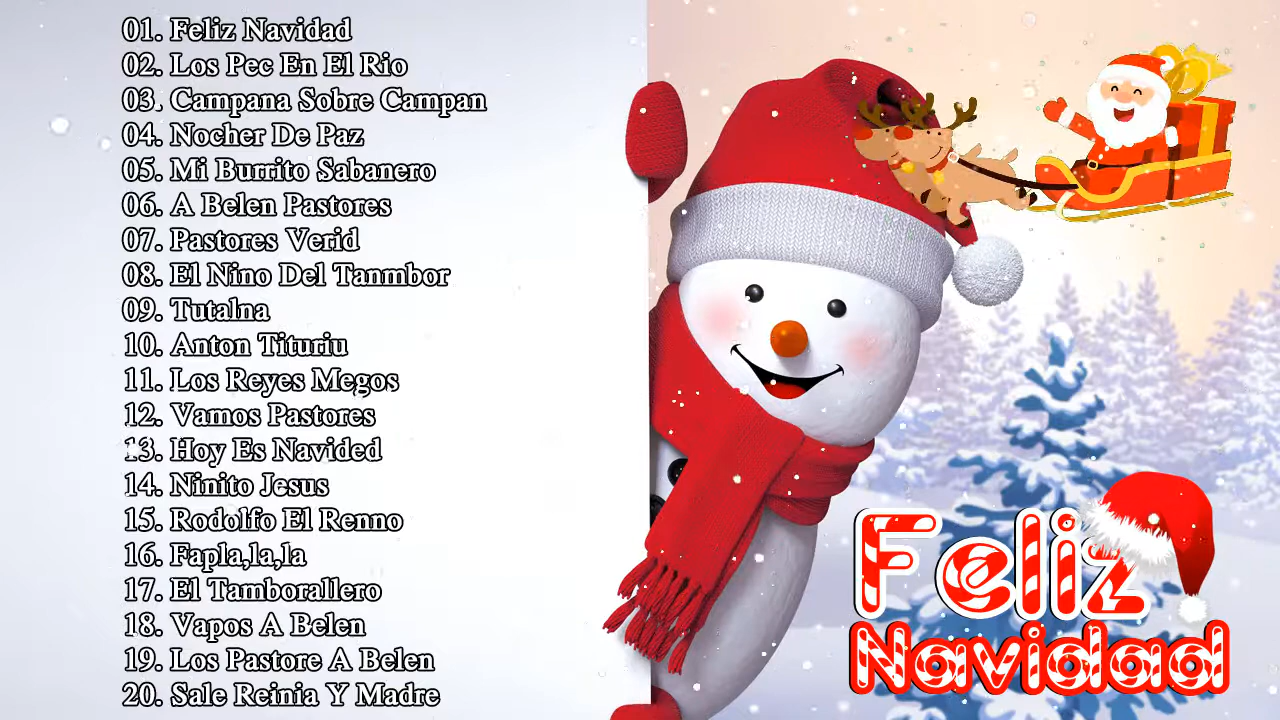 01. Feliz Navidad
02. Los Pec En El Rio
03. Campana Sobre Campan
04. Nocher De Paz
05. Mi Burrito Sabanero
06. A Belen Pastores
07. Pastores Verid
08. El Nino Del Tanmbor
09. Tutalna
10. Anton Tituriu
11. Los Reyes Megos
12. Vamos Pastores
13. Hoy Es Navided
14. Ninito Jesus
15. Rodolfo El Renno
16. Fapla,la,la
17. El Tamborallero
18. Vapos A Belen
19. Los Pastore A Belen
20. Sale Reinia Y Madre
Feliz
Navidad